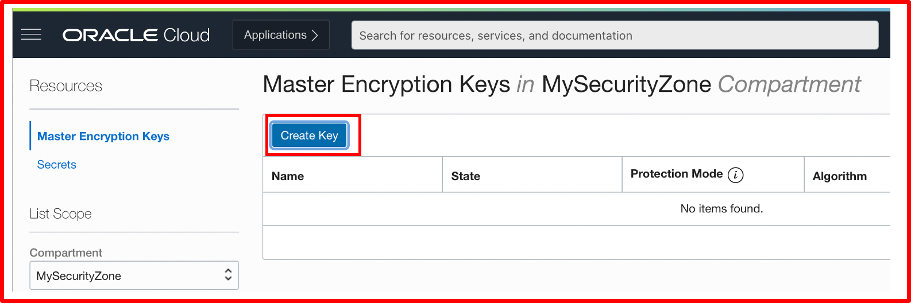 ORACLE Cloud
Applications >
Search for resources, services, and documentation
Resources
Master Encryption Keys
Secrets
List Scope
Compartment
MySecurityZone
Master Encryption Keys in MySecurityZone Compartment
Create Key
Name State Protection Mode i Algorithm
No items found.